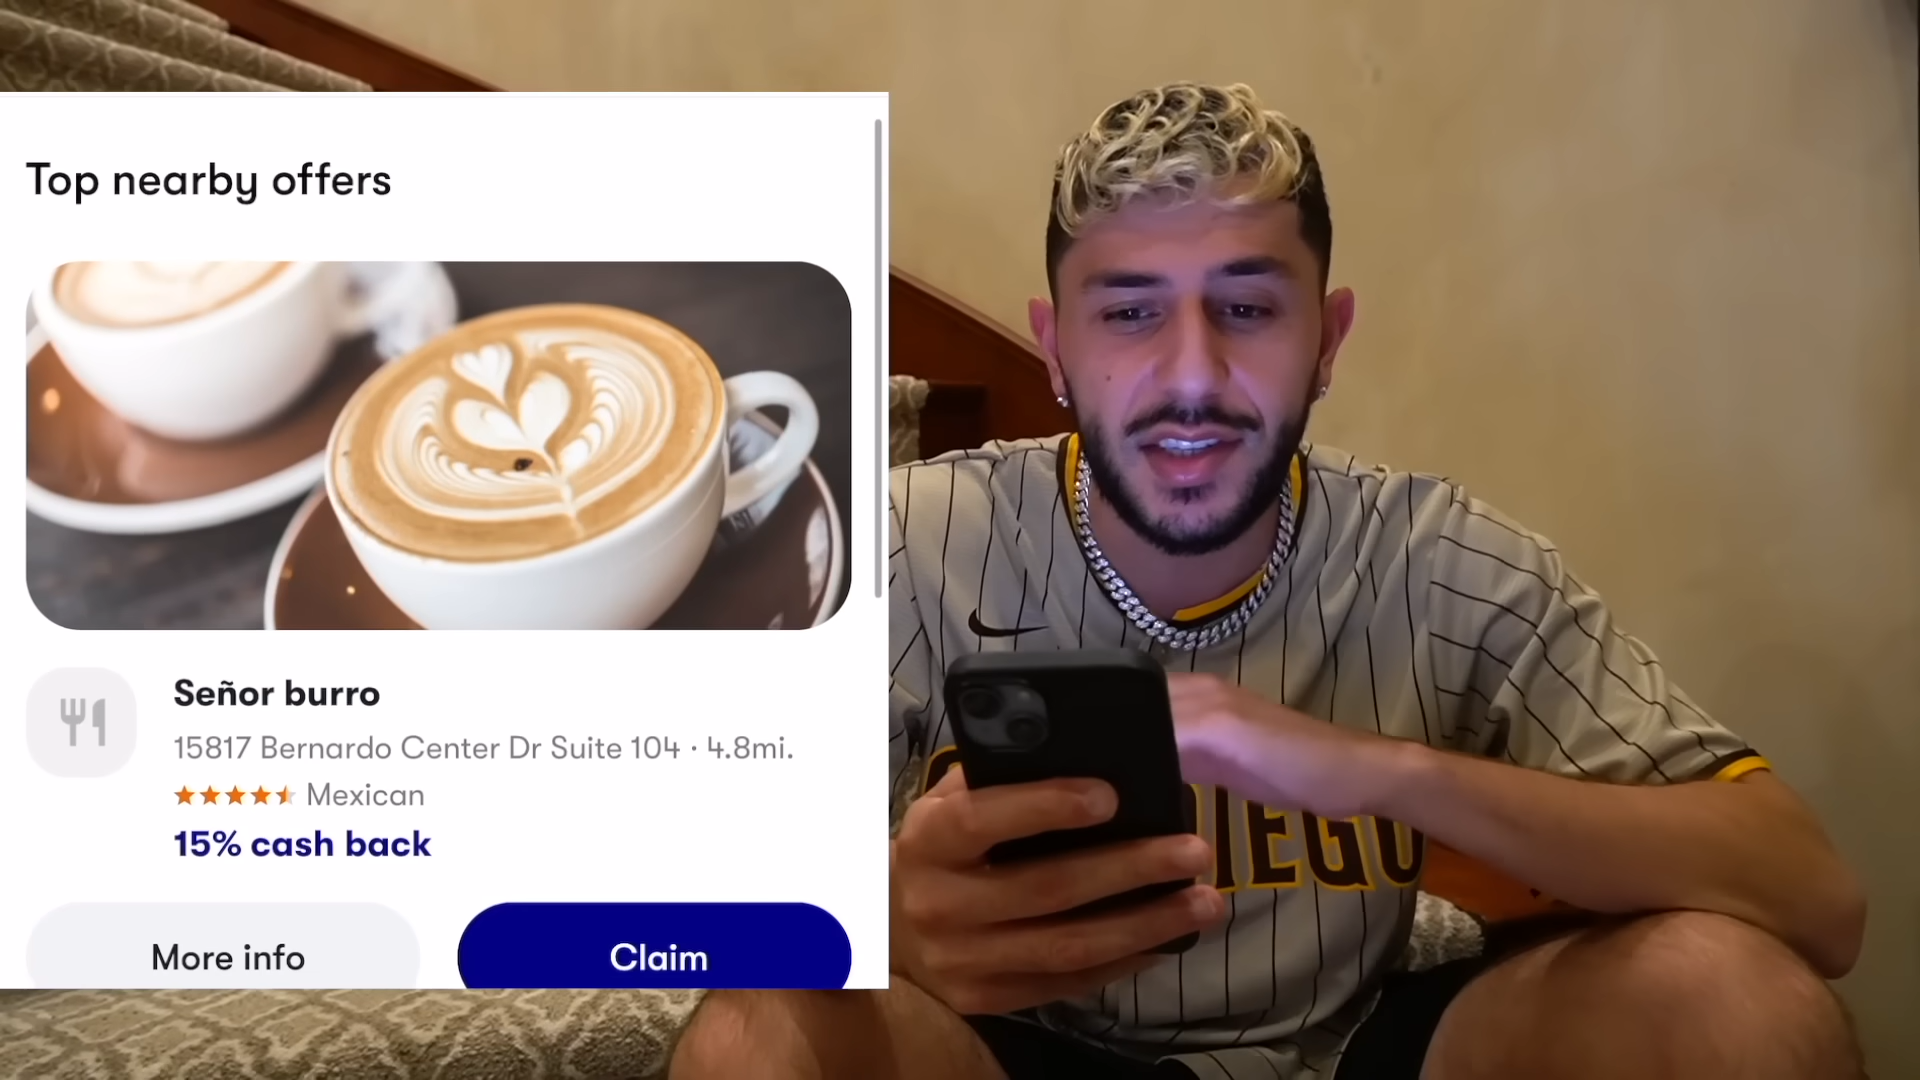 Top nearby offers
Señor burro
15817 Bernardo Center Dr Suite 104 · 4.8mi.
Mexican
15% cash back
More info
Claim
IEGO